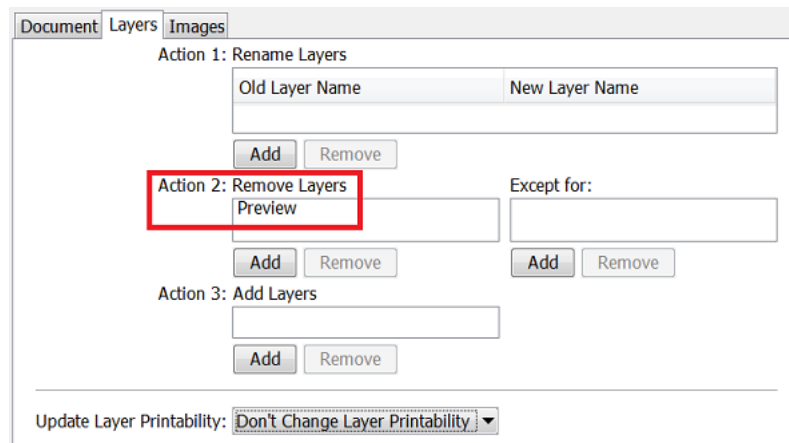 Document Layers Images
Action 1: Rename Layers
Old Layer Name New Layer Name
Add Remove
Action 2: Remove Layers Except for:
Preview
Add Remove Add Remove
Action 3: Add Layers
Add Remove
Update Layer Printability: Don't Change Layer Printability